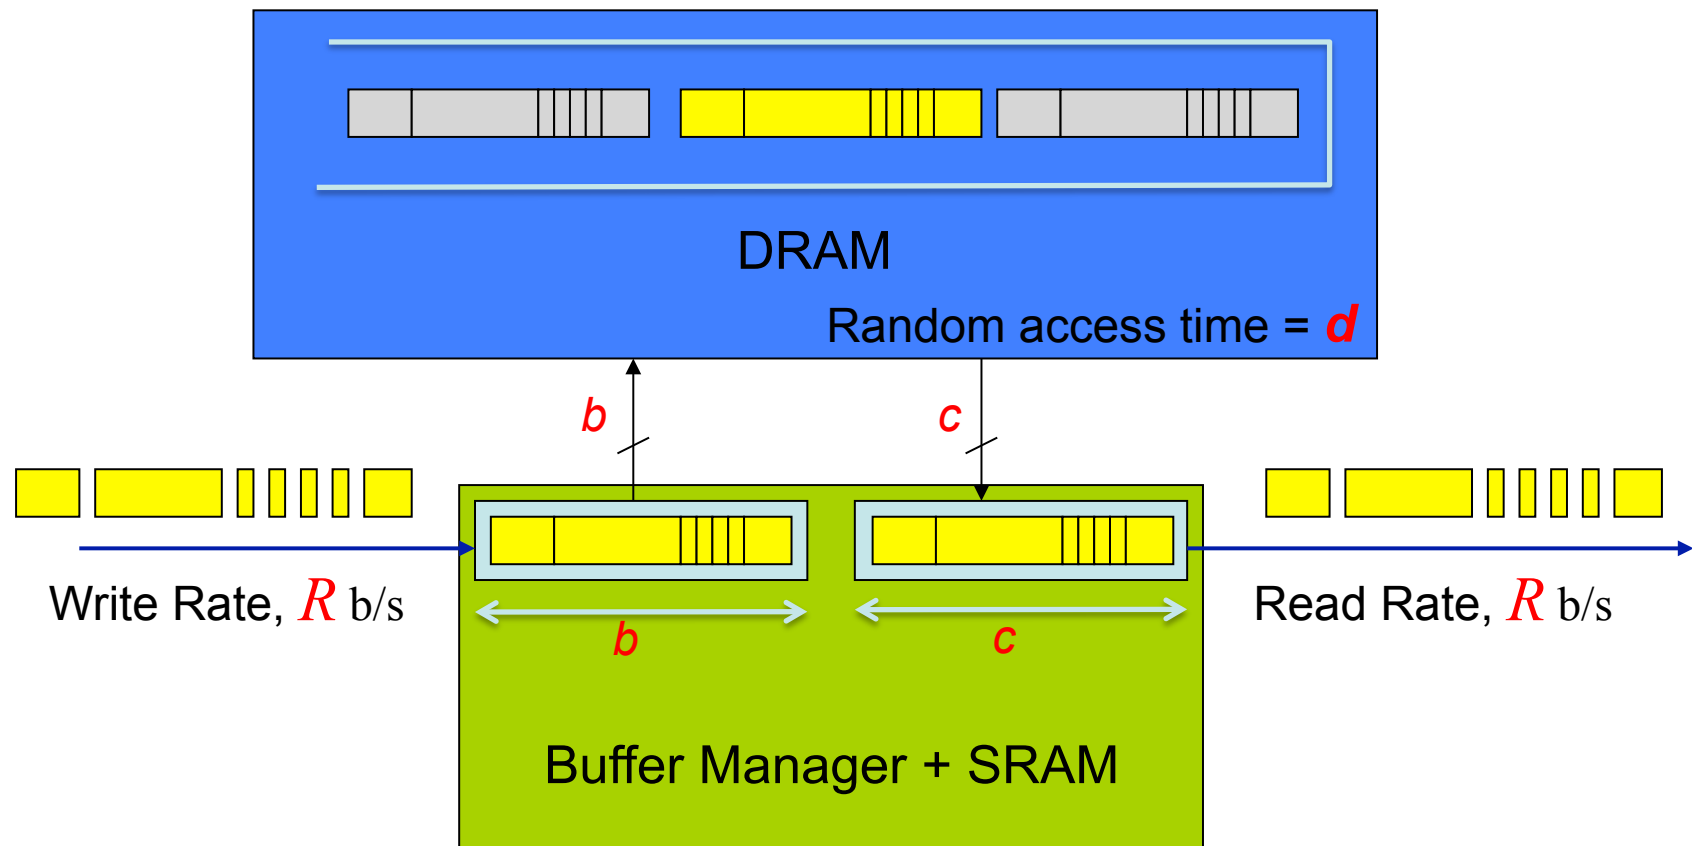 DRAM
Random access time = d
b
c
Write Rate, R b/s
b
c
Read Rate, R b/s
Buffer Manager + SRAM